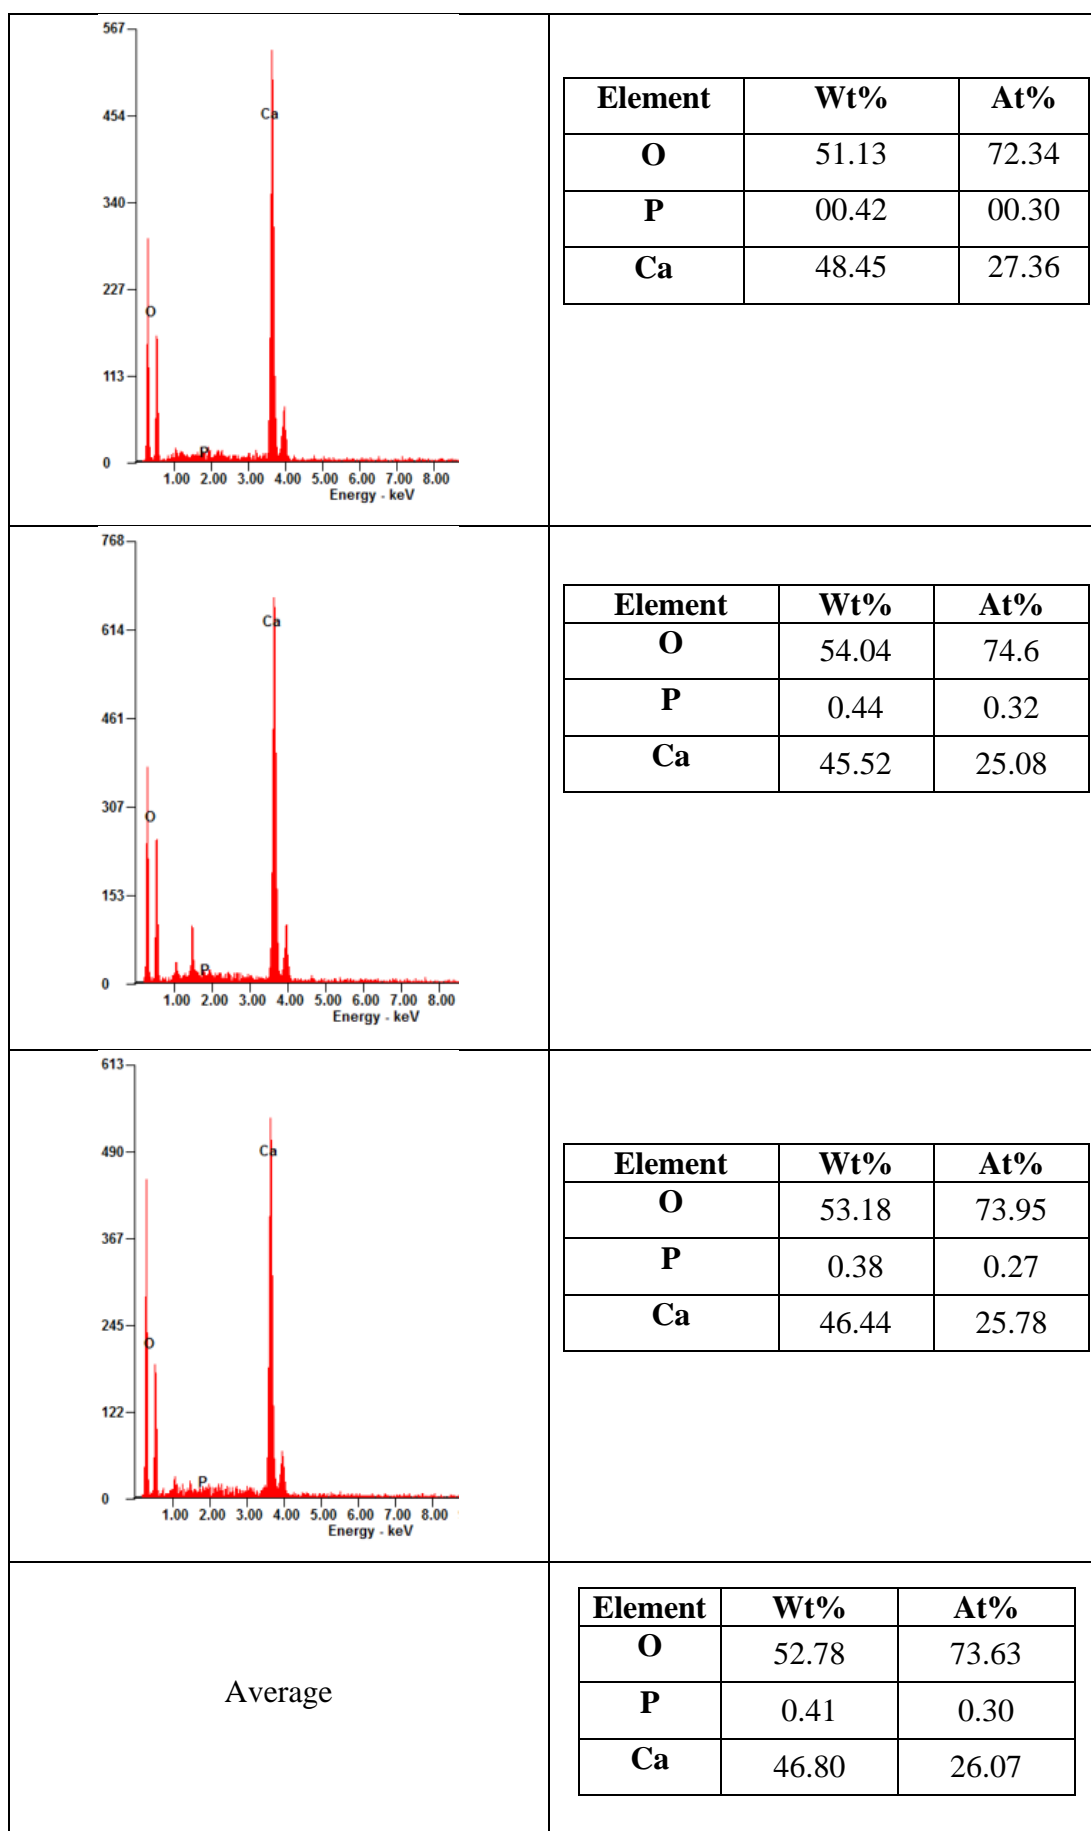 567
454
340
227
113
0
Ca
O
P
1.00 2.00 3.00 4.00 5.00 6.00 7.00 8.00
Energy - keV
Element Wt% At%
O 51.13 72.34
P 00.42 00.30
Ca 48.45 27.36
768
614
461
307
153
0
Ca
O
P
1.00 2.00 3.00 4.00 5.00 6.00 7.00 8.00
Energy - keV
Element Wt% At%
O 54.04 74.6
P 0.44 0.32
Ca 45.52 25.08
613
490
367
245
122
0
Ca
O
P
1.00 2.00 3.00 4.00 5.00 6.00 7.00 8.00
Energy - keV
Element Wt% At%
O 53.18 73.95
P 0.38 0.27
Ca 46.44 25.78
Average
Element Wt% At%
O 52.78 73.63
P 0.41 0.30
Ca 46.80 26.07